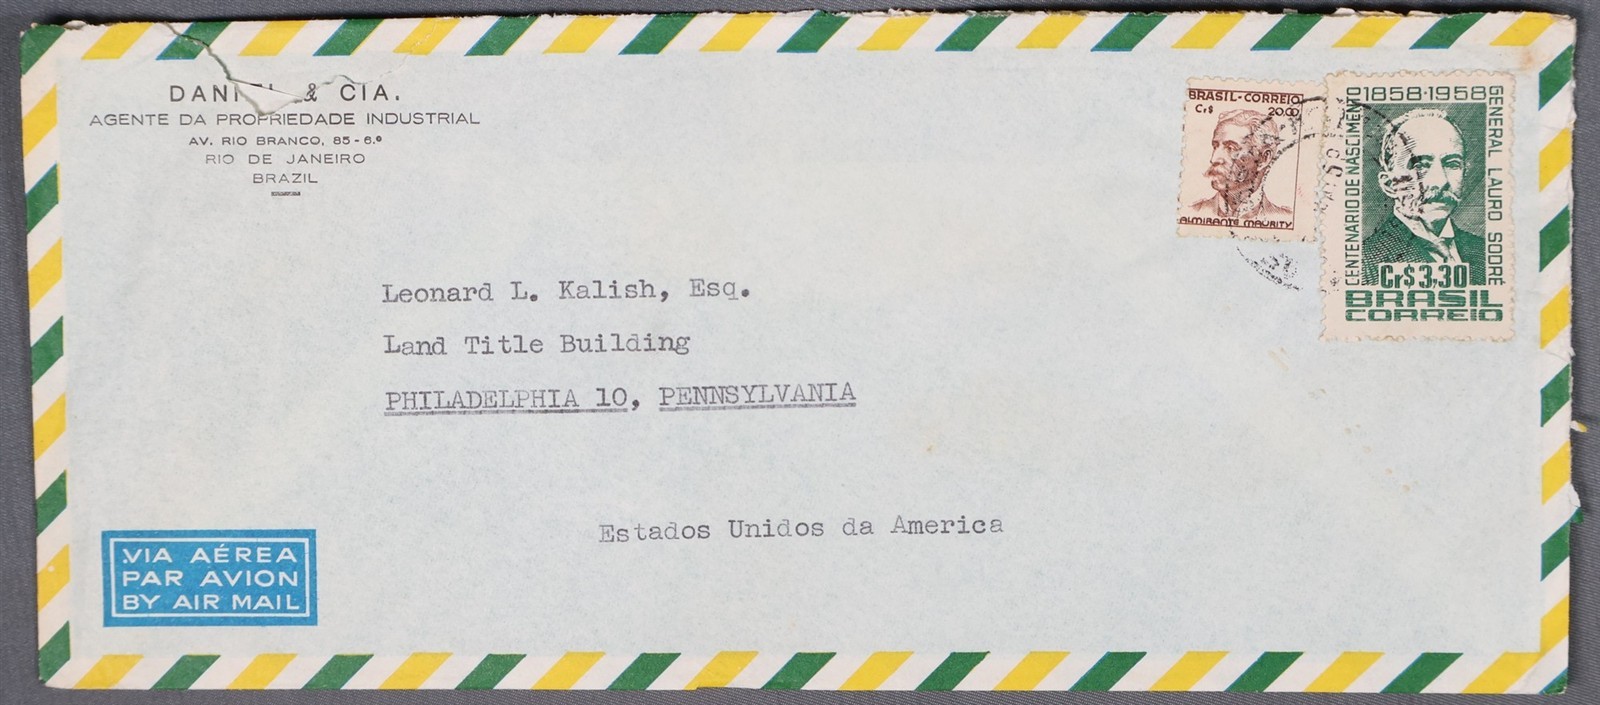 & CIA.
AGENTE DA PROPRIEDADE INDUSTRIAL
AV. RIO BRANCO, 85-6.º
RIO DE JANEIRO
BRAZIL
BRASIL-CORREIO
Cr$ 20.00
ALMIRANTE MAURITY
1858-1958
CENTENARIO DE NASCIMENTO
GENERAL LAURO SODRÉ
Cr$ 3,30
BRASIL
CORREIO
Leonard L. Kalish, Esq.
Land Title Building
PHILADELPHIA 10, PENNSYLVANIA
Estados Unidos da America
VIA AÉREA
PAR AVION
BY AIR MAIL